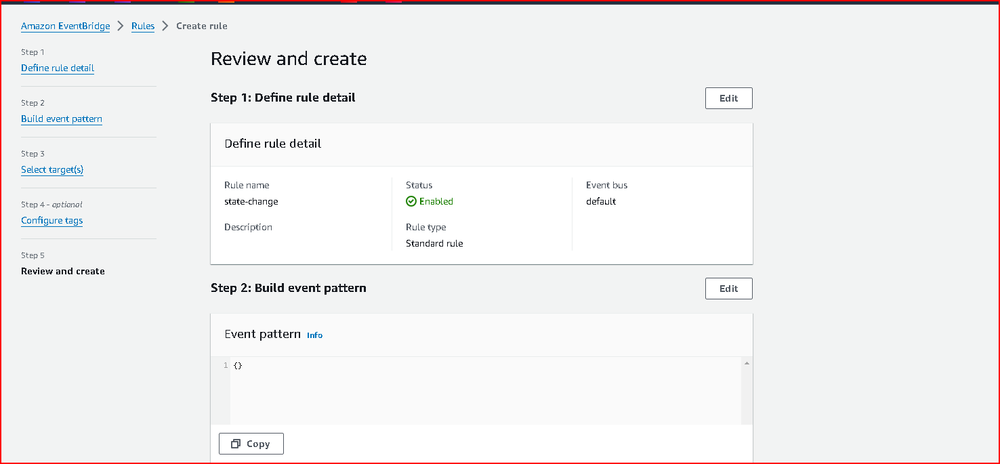 Amazon EventBridge > Rules > Create rule
Step 1
Define rule detail
Step 2
Build event pattern
Step 3
Select target(s)
Step 4 - optional
Configure tags
Step 5
Review and create
Review and create
Step 1: Define rule detail
Edit
Define rule detail
Rule name
state-change
Description
Status
Enabled
Rule type
Standard rule
Event bus
default
Step 2: Build event pattern
Edit
Event pattern Info
1 {}
Copy